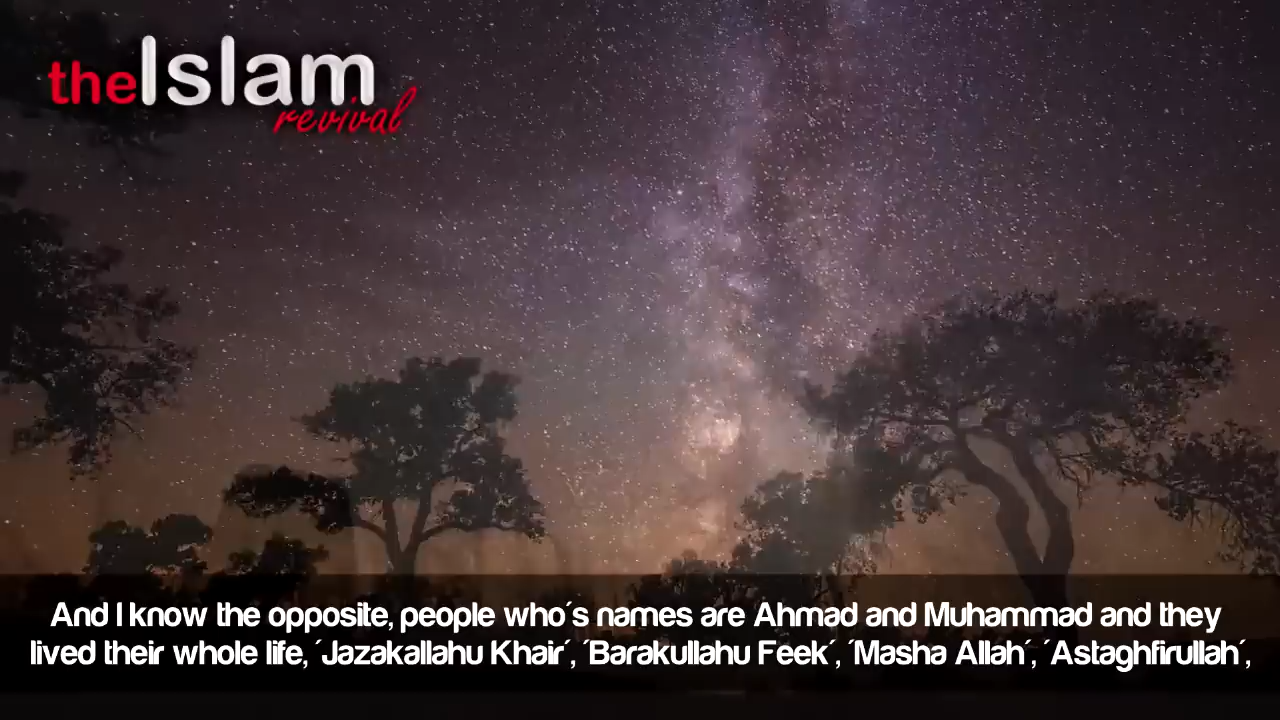 theIslam
revival
And I know the opposite, people who´s names are Ahmad and Muhammad and they
lived their whole life, ´Jazakallahu Khair´, ´Barakullahu Feek´, ´Masha Allah´, ´Astaghfirullah´,